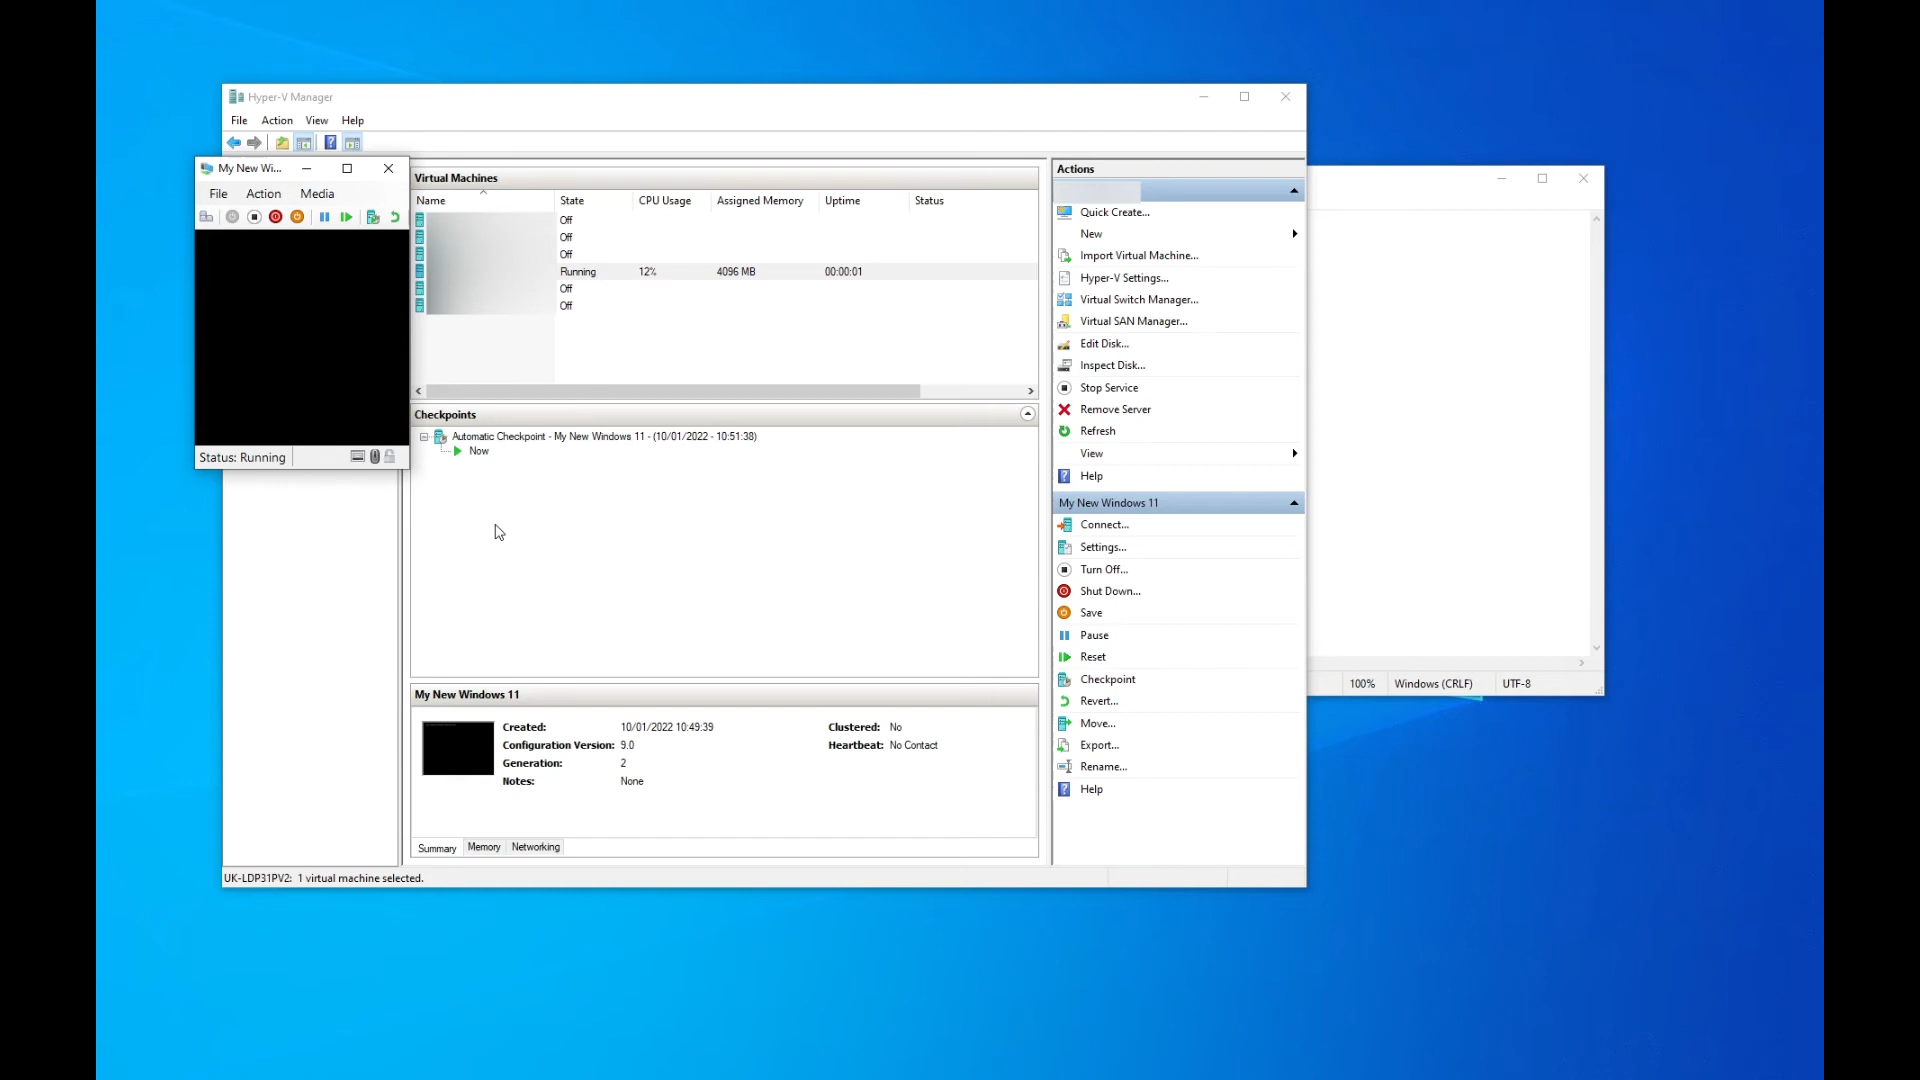 Hyper-V Manager
File Action View Help
My New Wi...
File Action Media
Status: Running
Virtual Machines
Name State CPU Usage Assigned Memory Uptime Status
Off
Off
Off
Running 12% 4096 MB 00:00:01
Off
Off
Checkpoints
Automatic Checkpoint - My New Windows 11 - (10/01/2022 - 10:51:38)
Now
My New Windows 11
Created: 10/01/2022 10:49:39 Clustered: No
Configuration Version: 9.0 Heartbeat: No Contact
Generation: 2
Notes: None
Summary Memory Networking
UK-LDP31PV2: 1 virtual machine selected.
Actions
Quick Create...
New
Import Virtual Machine...
Hyper-V Settings...
Virtual Switch Manager...
Virtual SAN Manager...
Edit Disk...
Inspect Disk...
Stop Service
Remove Server
Refresh
View
Help
My New Windows 11
Connect...
Settings...
Turn Off...
Shut Down...
Save
Pause
Reset
Checkpoint
Revert...
Move...
Export...
Rename...
Help
100% Windows (CRLF) UTF-8